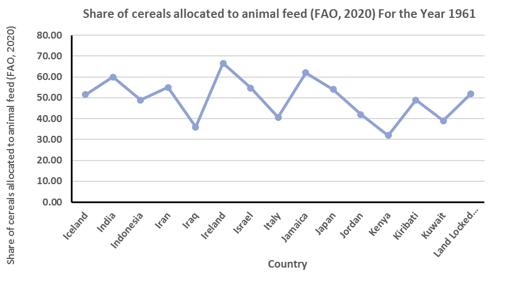 Share of cereals allocated to animal feed (FAO, 2020) For the Year 1961
Share of cereals allocated to animal feed (FAO, 2020)
80.00
70.00
60.00
50.00
40.00
30.00
20.00
10.00
0.00
Iceland
India
Indonesia
Iran
Iraq
Ireland
Israel
Italy
Jamaica
Japan
Jordan
Kenya
Kiribati
Kuwait
Land Locked...
Country